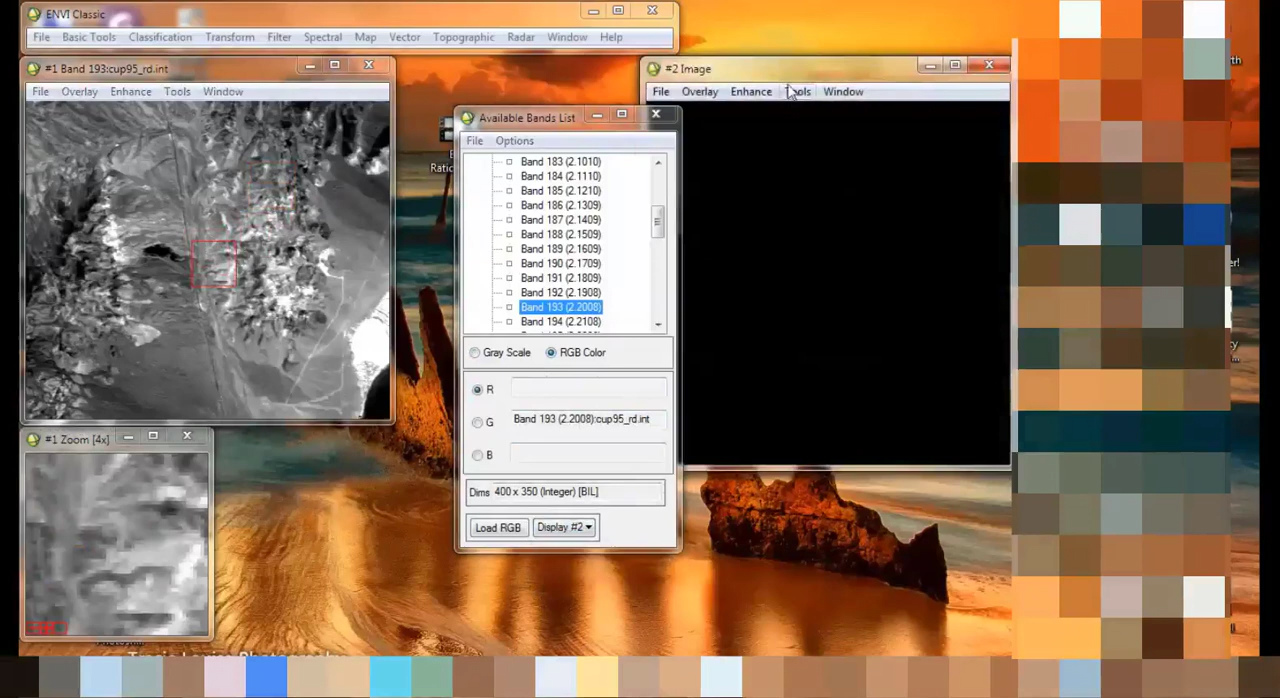 ENVI Classic
File Basic Tools Classification Transform Filter Spectral Map Vector Topographic Radar Window Help
#1 Band 193:cup95_rd.int
File Overlay Enhance Tools Window
#2 Image
File Overlay Enhance Tools Window
Available Bands List
File Options
Band 183 (2.1010)
Band 184 (2.1110)
Band 185 (2.1210)
Band 186 (2.1309)
Band 187 (2.1409)
Band 188 (2.1509)
Band 189 (2.1609)
Band 190 (2.1709)
Band 191 (2.1809)
Band 192 (2.1908)
Band 193 (2.2008)
Band 194 (2.2108)
Gray Scale RGB Color
R
G Band 193 (2.2008):cup95_rd.int
B
Dims 400 x 350 (Integer) [BIL]
Load RGB Display #2
#1 Zoom [4x]